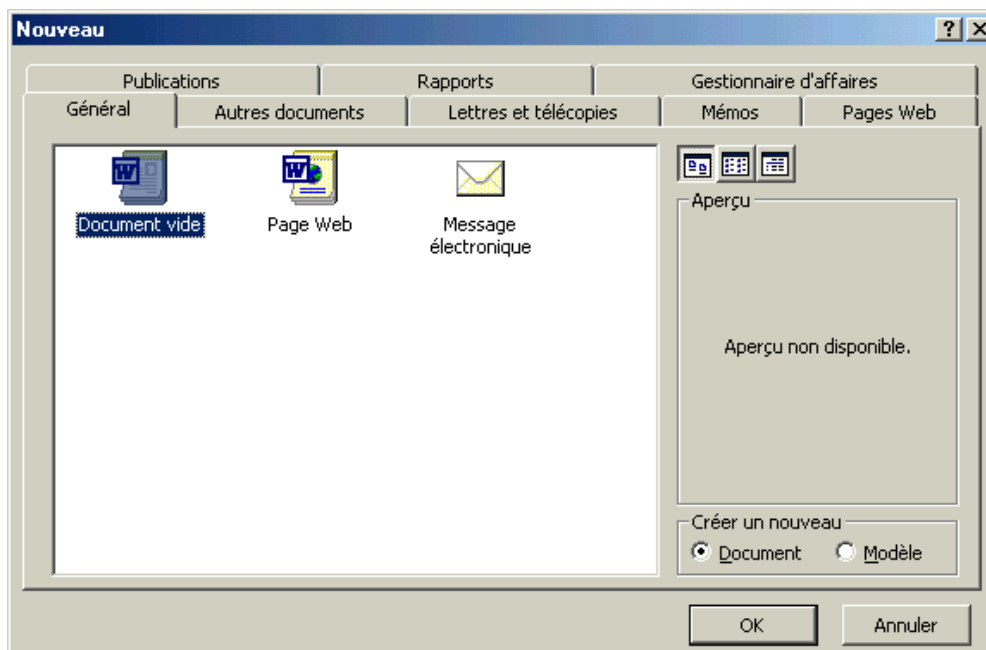 Nouveau
Publications Rapports Gestionnaire d'affaires
Général Autres documents Lettres et télécopies Mémos Pages Web
Document vide Page Web Message
électronique
Aperçu
Aperçu non disponible.
Créer un nouveau
Document Modèle
OK Annuler